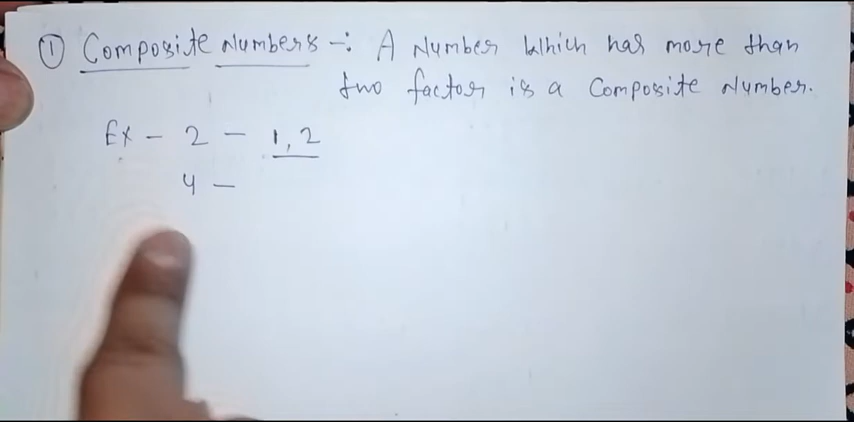 ① Composite Numbers -: A Number Which has more than
two factor is a Composite Number.
Ex - 2 - 1, 2
4 -